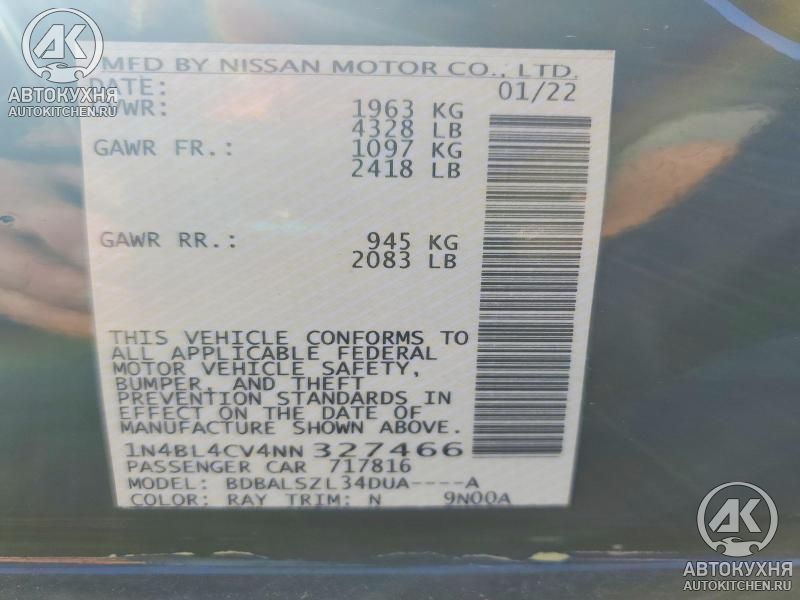 АК
АВТОКУХНЯ
AUTOKITCHEN.RU
MFD BY NISSAN MOTOR CO., LTD.
DATE: 01/22
VWR: 1963 KG
4328 LB
GAWR FR.: 1097 KG
2418 LB
GAWR RR.: 945 KG
2083 LB
THIS VEHICLE CONFORMS TO
ALL APPLICABLE FEDERAL
MOTOR VEHICLE SAFETY,
BUMPER, AND THEFT
PREVENTION STANDARDS IN
EFFECT ON THE DATE OF
MANUFACTURE SHOWN ABOVE.
1N4BL4CV4NN327466
PASSENGER CAR 717816
MODEL: BDBALSZL34DUA----A
COLOR: RAY TRIM: N 9N00A
АК
АВТОКУХНЯ
AUTOKITCHEN.RU